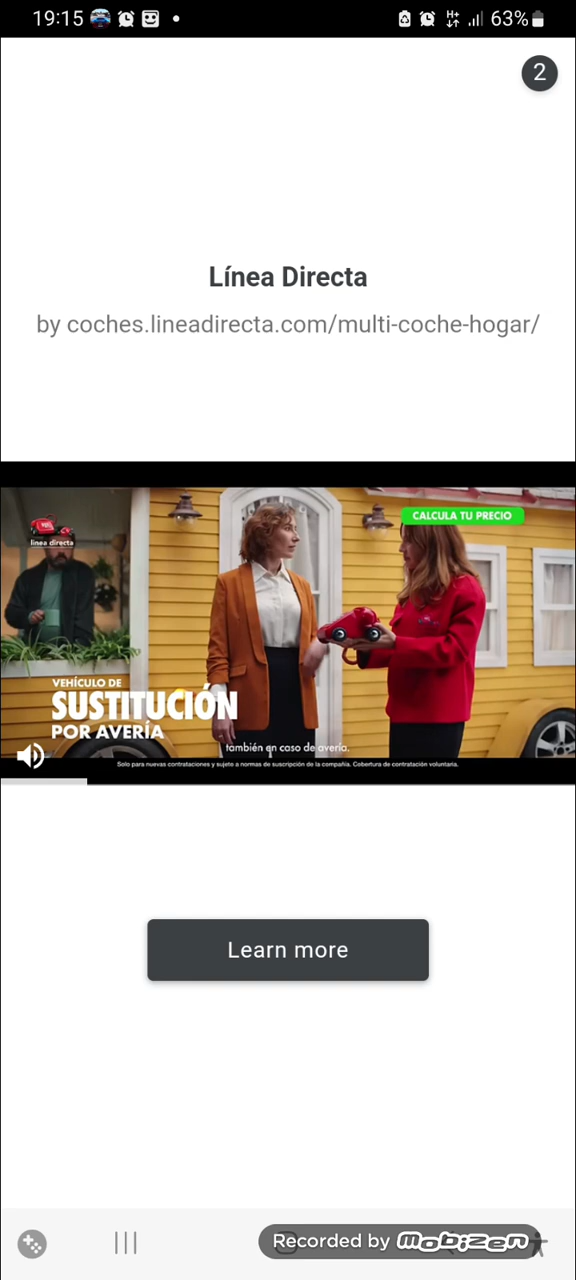 19:15
63%
2
Línea Directa
by coches.lineadirecta.com/multi-coche-hogar/
CALCULA TU PRECIO
linea directa
VEHÍCULO DE
SUSTITUCIÓN
POR AVERÍA
también en caso de avería.
Solo para nuevas contrataciones y sujeto a normas de suscripción de la compañía. Cobertura de contratación voluntaria.
Learn more
Recorded by mobizen